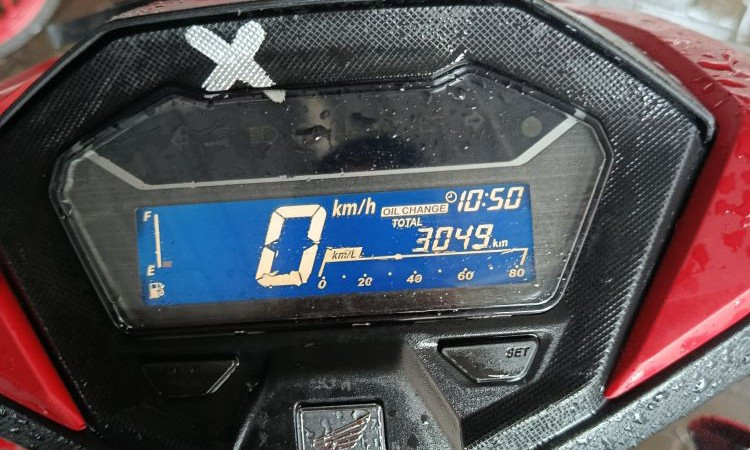 X
F
km/h
OIL CHANGE
10:50
TOTAL
3049 km
E
0
km/L
0 20 40 60 80
SET